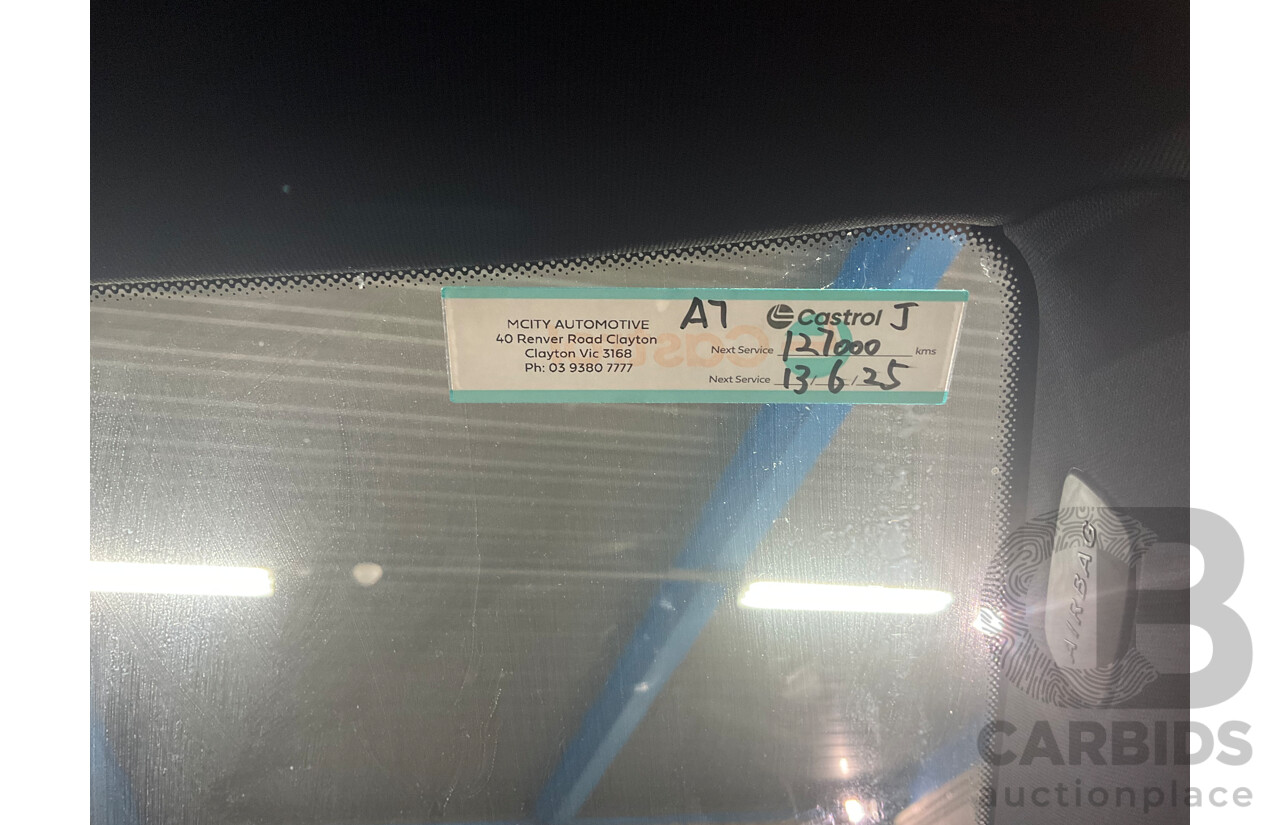 MCITY AUTOMOTIVE
40 Renver Road Clayton
Clayton Vic 3168
Ph: 03 9380 7777
A7 Castrol J
Next Service 127000 kms
Next Service 13/6/25
AIRBAG
CARBIDS
auctionplace